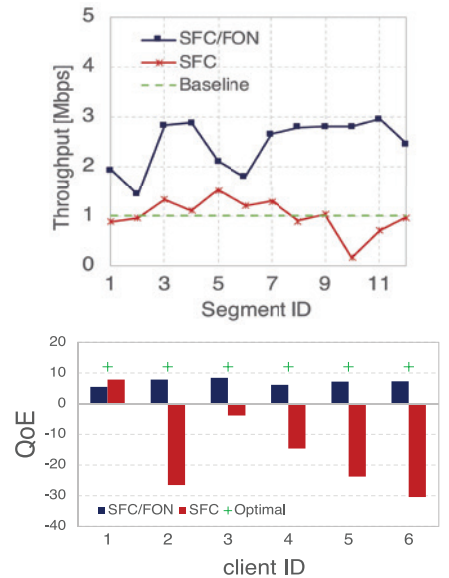 5
4
3
2
1
0
Throughput [Mbps]
SFC/FON
SFC
Baseline
1 3 5 7 9 11
Segment ID
20
10
0
-10
-20
-30
-40
QoE
SFC/FON SFC Optimal
1 2 3 4 5 6
client ID